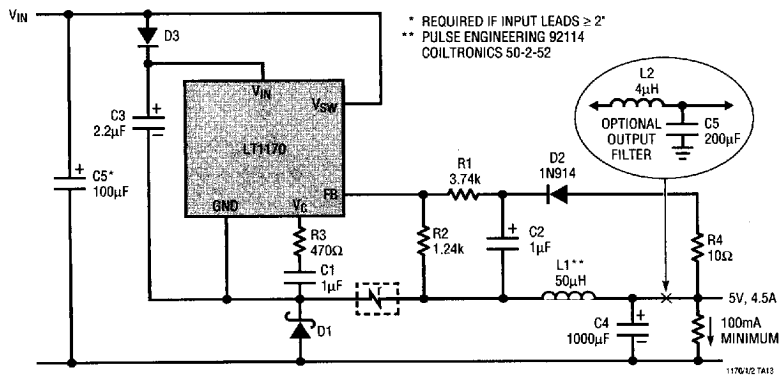 VIN
D3
* REQUIRED IF INPUT LEADS ≥ 2"
** PULSE ENGINEERING 92114
COILTRONICS 50-2-52
L2
4µH
C5
200µF
OPTIONAL
OUTPUT
FILTER
C3
2.2µF
+
–
VIN
VSW
LT1170
GND
VC
FB
C5*
100µF
+
R1
3.74k
D2
1N914
R3
470Ω
R2
1.24k
+
C2
1µF
R4
10Ω
C1
1µF
r
L1**
50µH
5V, 4.5A
D1
C4
1000µF
+
–
100mA
MINIMUM
1170/1/2 TA13